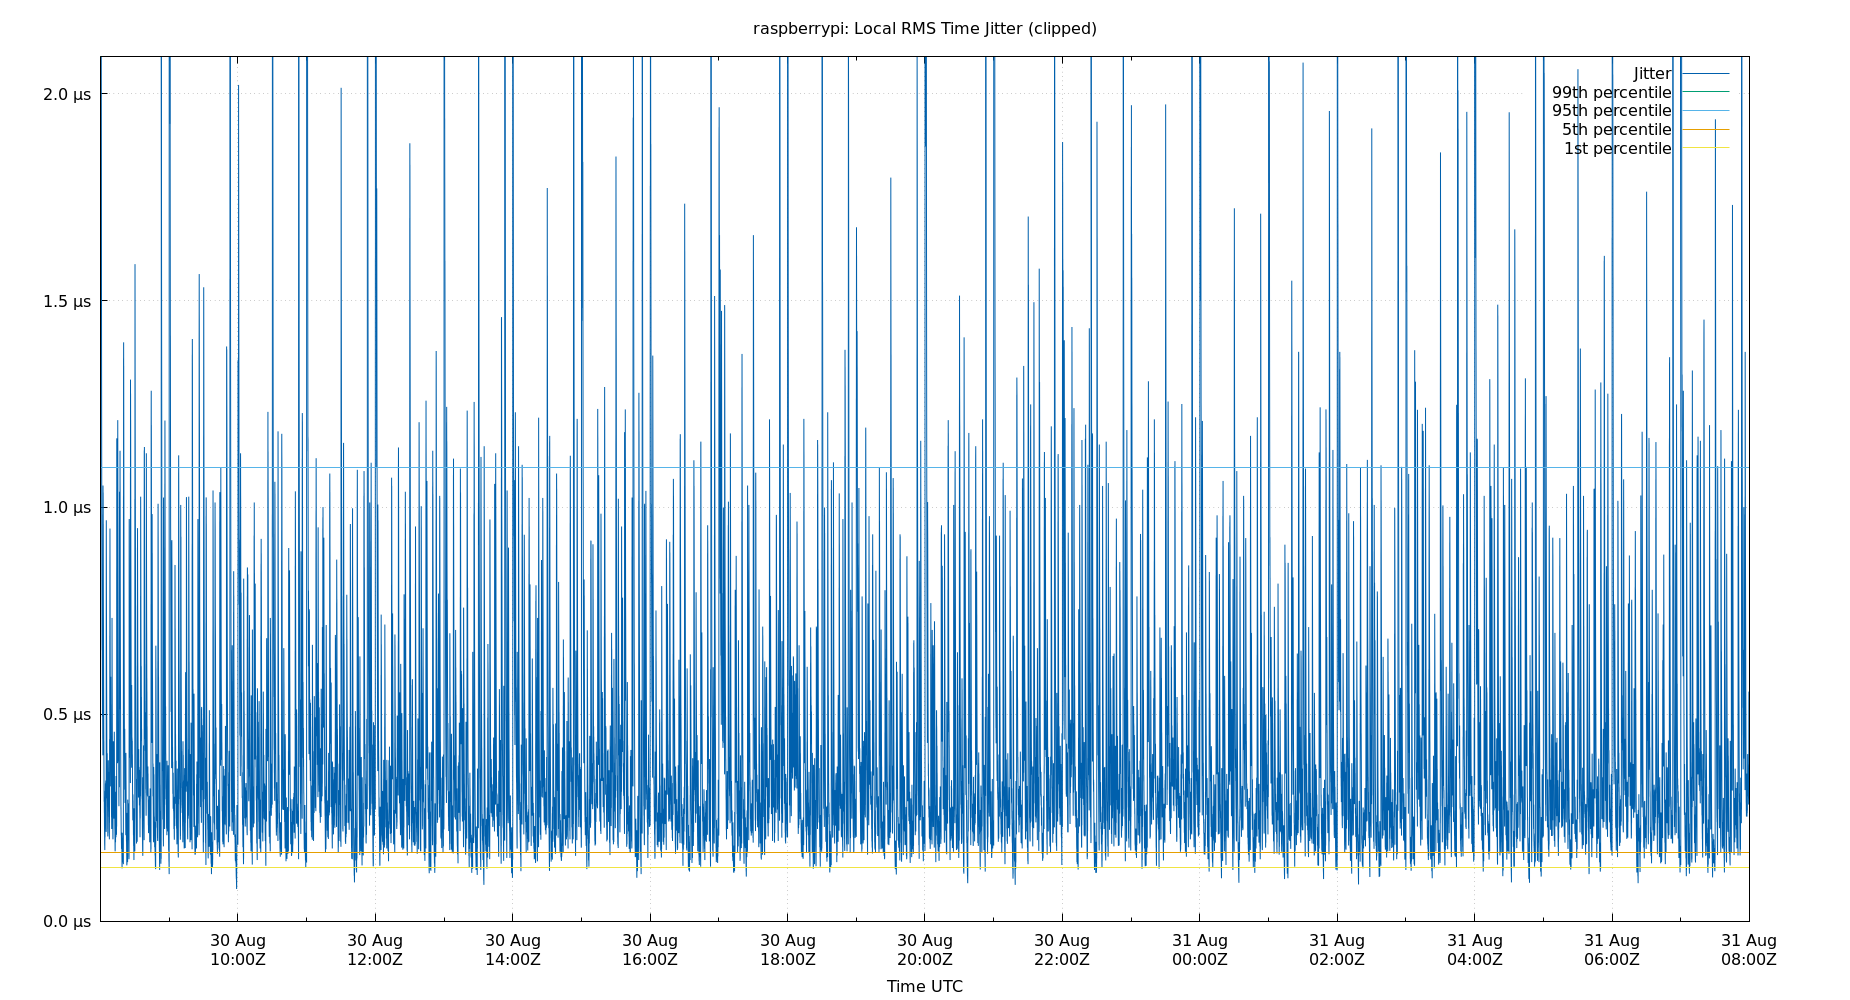 raspberrypi: Local RMS Time Jitter (clipped)
2.0 µs
1.5 µs
1.0 µs
0.5 µs
0.0 µs
Jitter
99th percentile
95th percentile
5th percentile
1st percentile
30 Aug 30 Aug 30 Aug 30 Aug 30 Aug 30 Aug 30 Aug 31 Aug 31 Aug 31 Aug 31 Aug 31 Aug
10:00Z 12:00Z 14:00Z 16:00Z 18:00Z 20:00Z 22:00Z 00:00Z 02:00Z 04:00Z 06:00Z 08:00Z
Time UTC